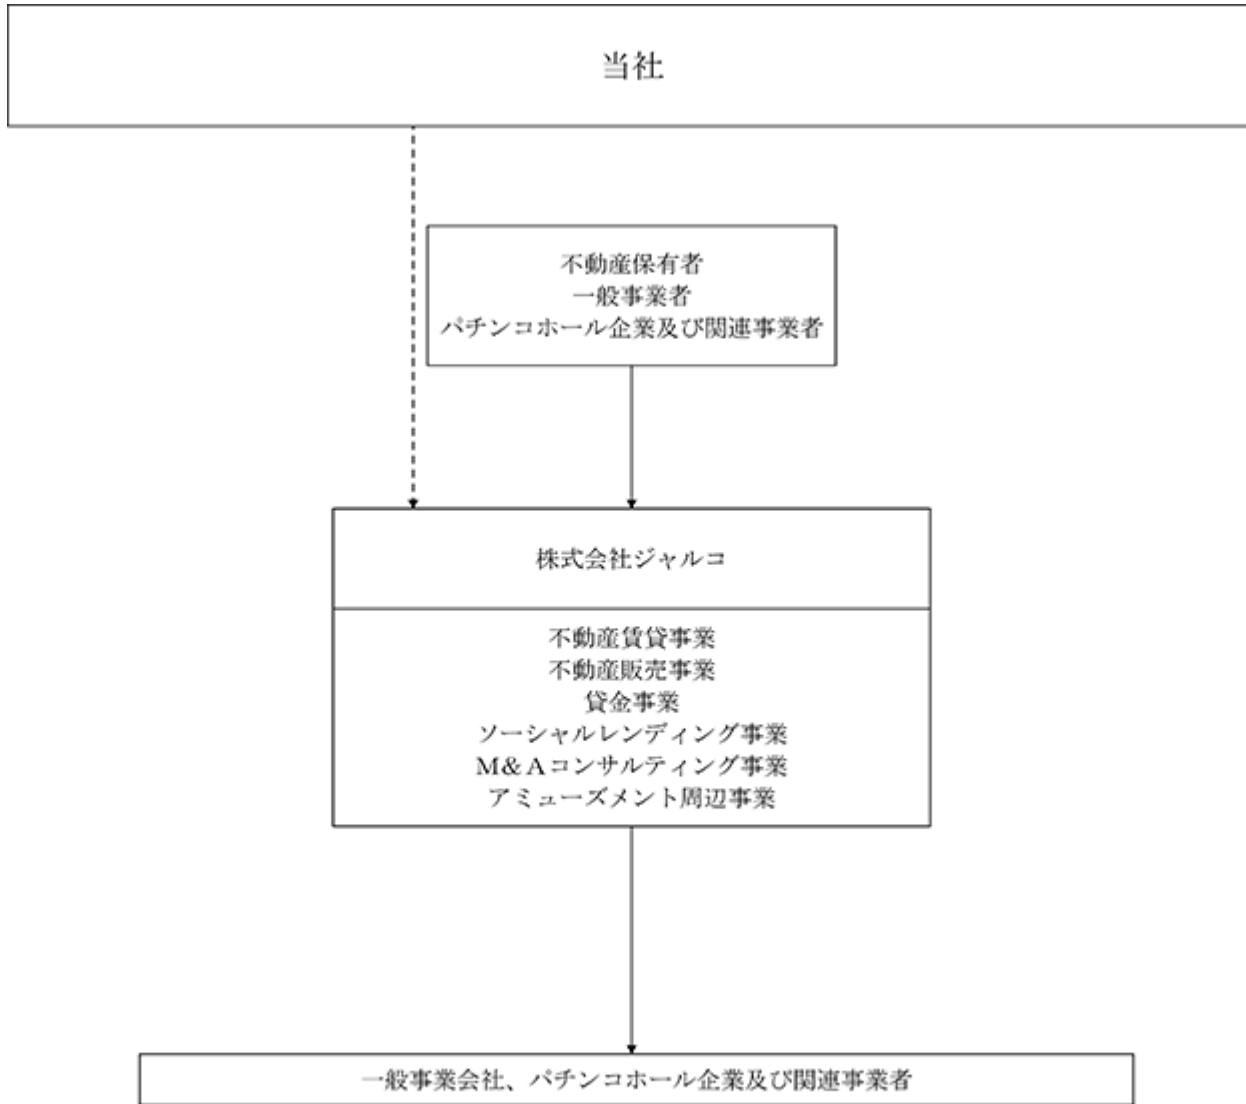 当社
不動産保有者
一般事業者
パチンコホール企業及び関連事業者
株式会社ジャルコ
不動産賃貸事業
不動産販売事業
貸金事業
ソーシャルレンディング事業
M&Aコンサルティング事業
アミューズメント周辺事業
一般事業会社、パチンコホール企業及び関連事業者